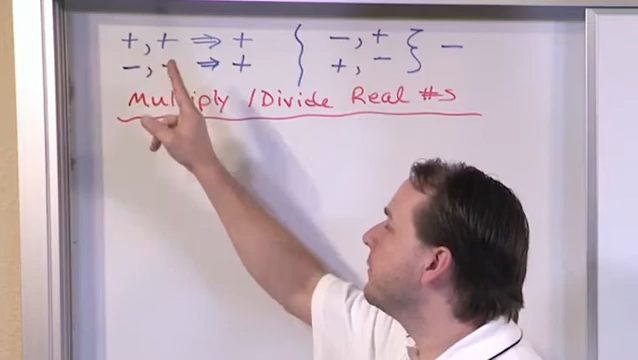 +, + ⇒ + } -, + } -
-, - ⇒ + } +, - }
Multiply / Divide Real #s